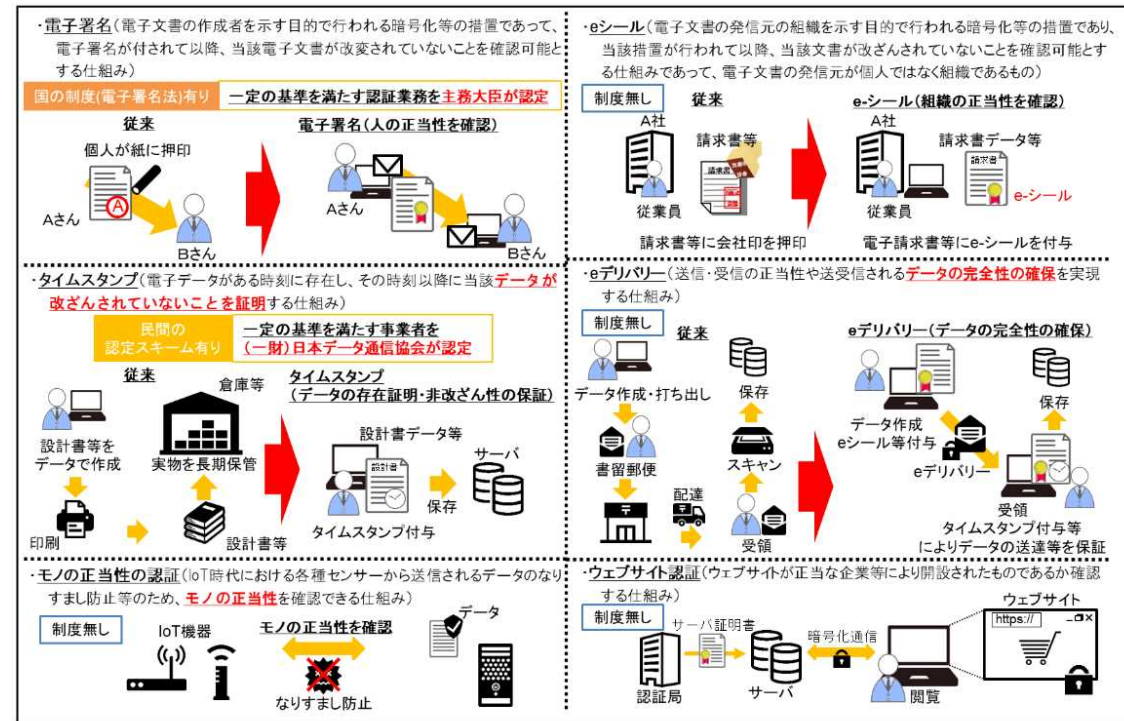 ・電子署名(電子文書の作成者を示す目的で行われる暗号化等の措置であって、
電子署名が付されて以降、当該電子文書が改変されていないことを確認可能と
する仕組み)
国の制度(電子署名法)有り
一定の基準を満たす認証業務を主務大臣が認定
従来
個人が紙に押印
A
Aさん
Bさん
電子署名(人の正当性を確認)
Aさん
Bさん
・eシール(電子文書の発信元の組織を示す目的で行われる暗号化等の措置であり、
当該措置が行われて以降、当該文書が改ざんされていないことを確認可能とす
る仕組みであって、電子文書の発信元が個人ではなく組織であるもの)
制度無し
従来
A社
請求書等
請求書
従業員
請求書等に会社印を押印
e-シール(組織の正当性を確認)
A社
請求書データ等
請求書
e-シール
従業員
電子請求書等にe-シールを付与
・タイムスタンプ(電子データがある時刻に存在し、その時刻以降に当該データが
改ざんされていないことを証明する仕組み)
民間の
認定スキーム有り
一定の基準を満たす事業者を
(一財)日本データ通信協会が認定
従来
設計書等を
データで作成
印刷
設計書等
倉庫等
実物を長期保管
タイムスタンプ
(データの存在証明・非改ざん性の保証)
設計書データ等
設計書
サーバ
保存
タイムスタンプ付与
・eデリバリー(送信・受信の正当性や送受信されるデータの完全性の確保を実現
する仕組み)
制度無し
従来
データ作成・打ち出し
書留郵便
配達
受領
スキャン
保存
eデリバリー(データの完全性の確保)
データ作成
eシール等付与
eデリバリー
保存
受領
タイムスタンプ付与等
によりデータの送達等を保証
・モノの正当性の認証(IoT時代における各種センサーから送信されるデータのなり
すまし防止等のため、モノの正当性を確認できる仕組み)
制度無し
IoT機器
モノの正当性を確認
なりすまし防止
データ
・ウェブサイト認証(ウェブサイトが正当な企業等により開設されたものであるか確認
する仕組み)
制度無し
サーバ証明書
認証局
サーバ
暗号化通信
閲覧
ウェブサイト
https://